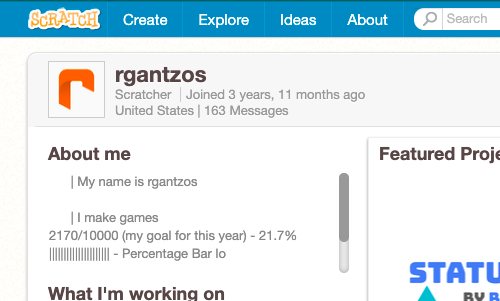 SCRATCH Create Explore Ideas About Search
rgantzos
Scratcher | Joined 3 years, 11 months ago
United States | 163 Messages
About me
Featured Proje
| My name is rgantzos
| I make games
2170/10000 (my goal for this year) - 21.7%
||||||||||||||||||||| - Percentage Bar lo
STATU
BY R
What I'm working on